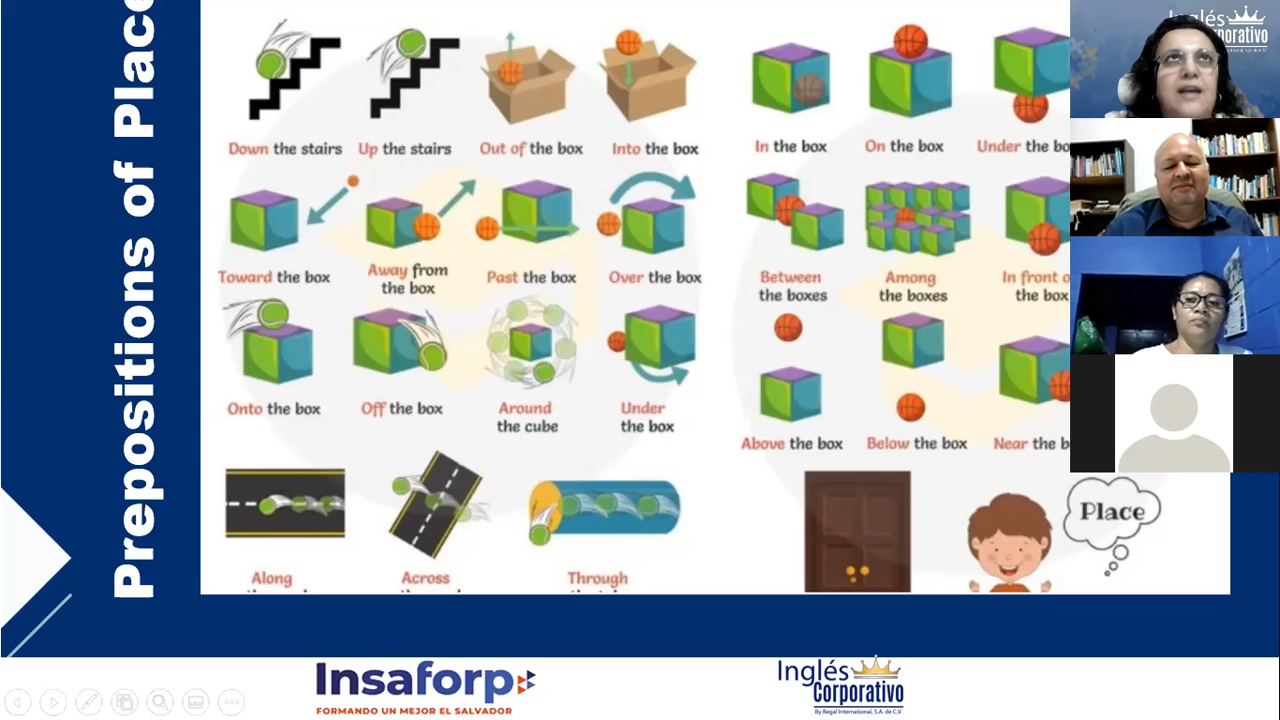 Prepositions of Place
Down the stairs
Up the stairs
Out of the box
Into the box
In the box
On the box
Under the
Toward the box
Away from
the box
Past the box
Over the box
Between
the boxes
Among
the boxes
In front
the box
Onto the box
Off the box
Around
the cube
Under
the box
Above the box
Below the box
Near the
Along
Across
Through
Place
Inglés
Insaforp
FORMANDO UN MEJOR EL SALVADOR
Inglés
Corporativo
By Regal International, S.A. de C.V.